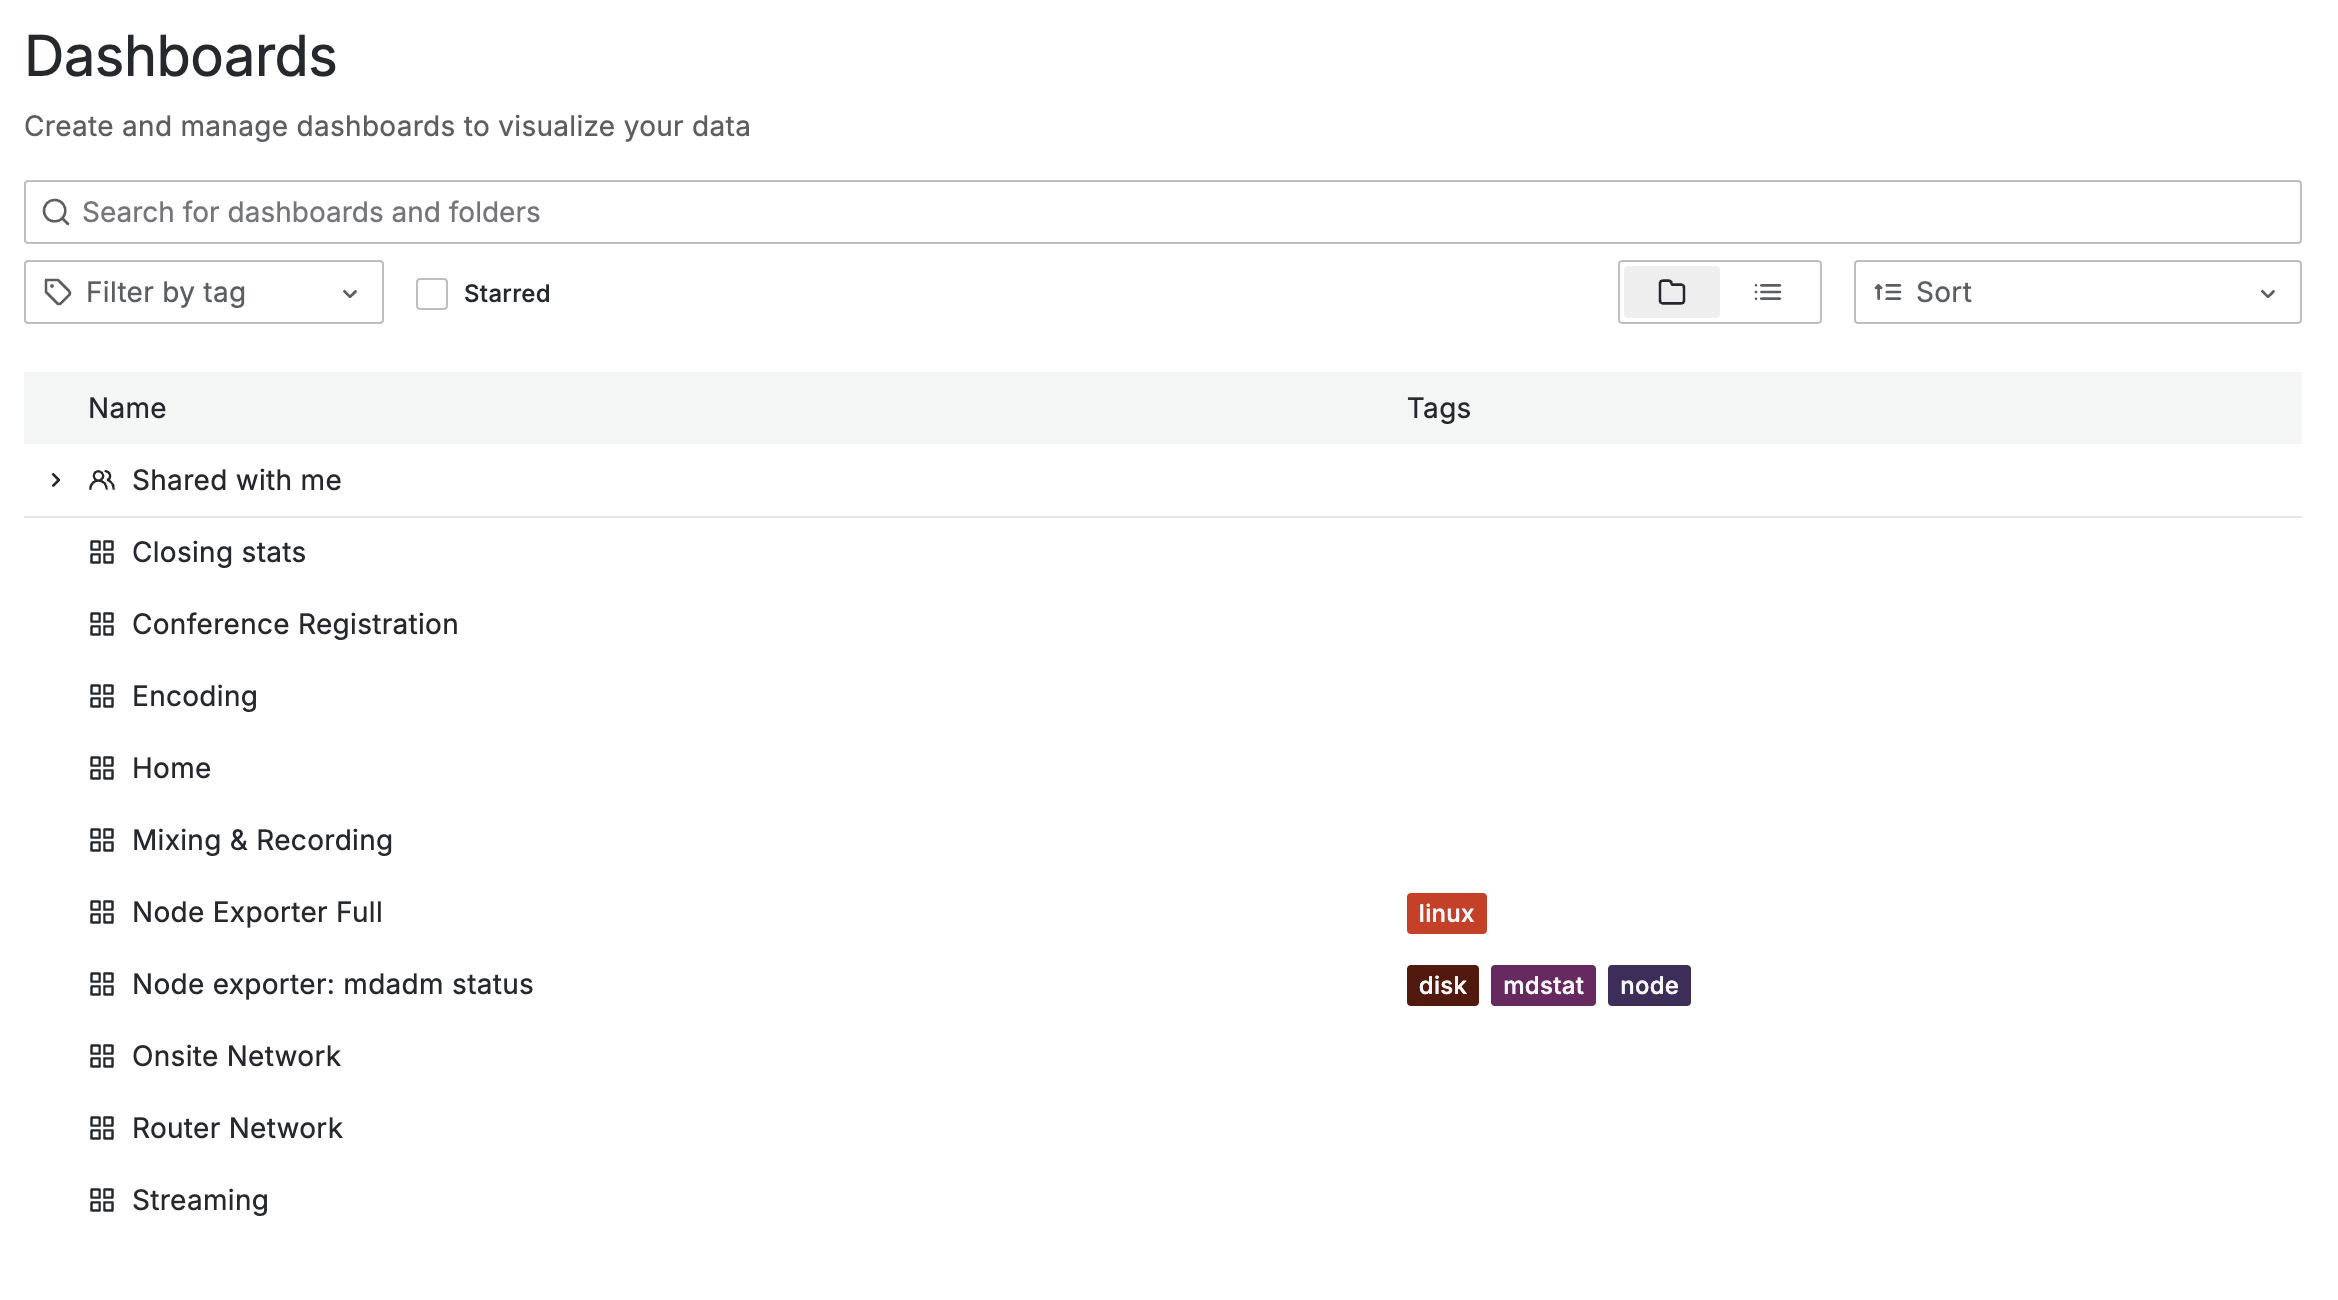 Dashboards
Create and manage dashboards to visualize your data
Search for dashboards and folders
Filter by tag Starred Sort
Name Tags
Shared with me
Closing stats
Conference Registration
Encoding
Home
Mixing & Recording
Node Exporter Full linux
Node exporter: mdadm status disk mdstat node
Onsite Network
Router Network
Streaming